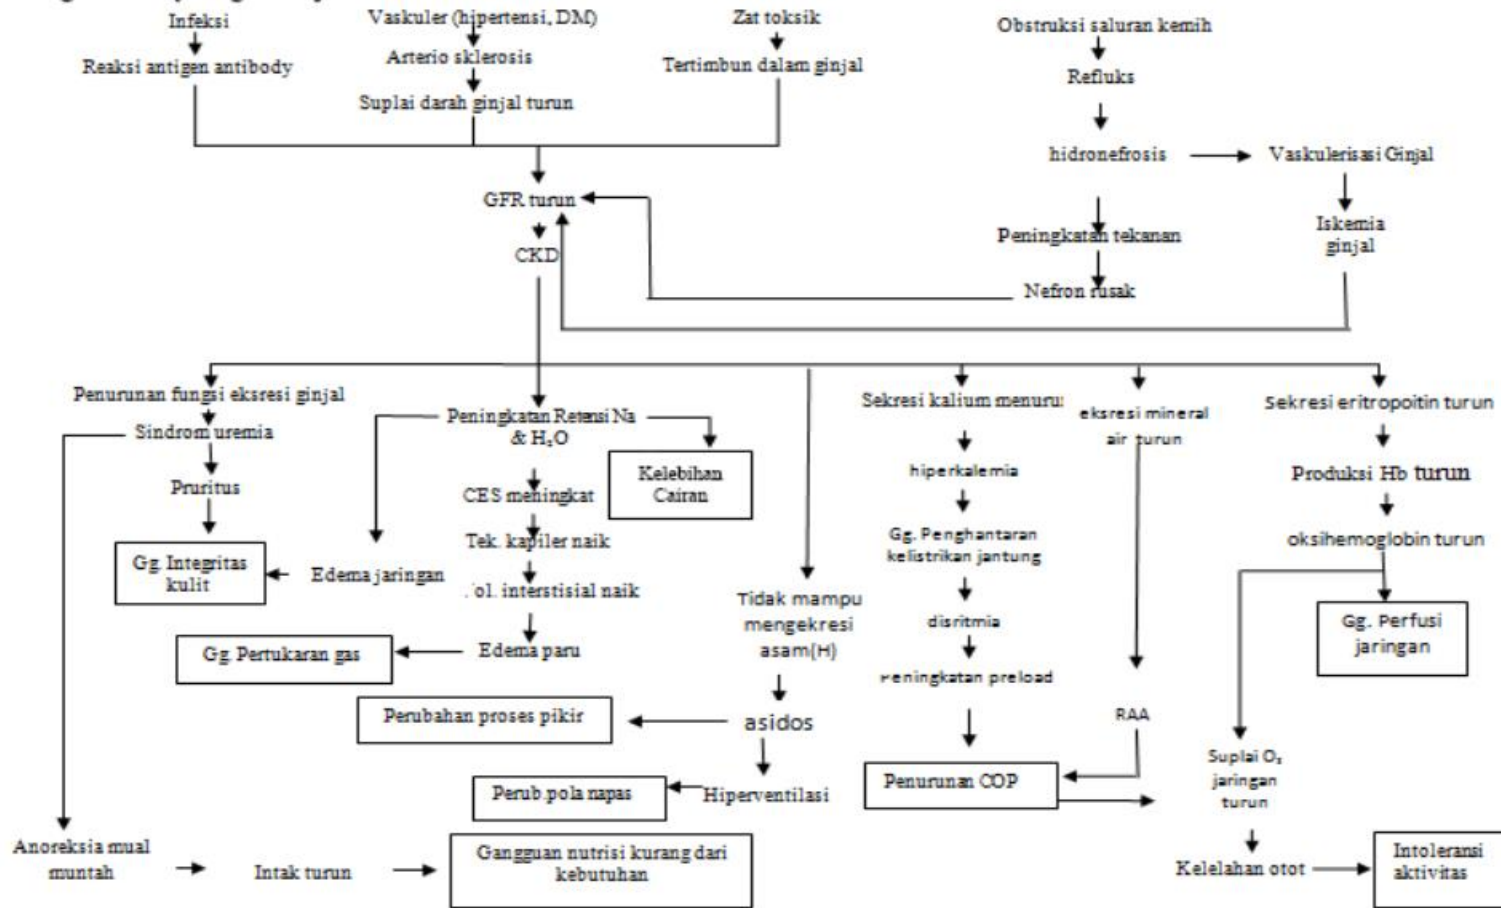 Infeksi
Vaskuler (hipertensi, DM)
Zat toksik
Obstruksi saluran kemih
Reaksi antigen antibody
Arterio sklerosis
Tertimbun dalam ginjal
Refluks
Suplai darah ginjal turun
hidronefrosis
Vaskulerisasi Ginjal
GFR turun
Peningkatan tekanan
Iskemia
ginjal
CKD
Nefron rusak
Penurunan fungsi eksresi ginjal
Sindrom uremia
Pruritus
Gg. Integritas
kulit
Edema jaringan
Peningkatan Retensi Na
& H₂O
Kelebihan
Cairan
CES meningkat
Tek. kapiler naik
ol. interstisial naik
Edema paru
Gg. Pertukaran gas
Tidak mampu
mengekresi
asam(H)
asidos
Perubahan proses pikir
Hiperventilasi
Perub.pola napas
Sekresi kalium menurun
hiperkalemia
Gg. Penghantaran
kelistrikan jantung
disritmia
Peningkatan preload
Penurunan COP
eksresi mineral
air turun
RAA
Sekresi eritropoitin turun
Produksi Hb turun
oksihemoglobin turun
Gg. Perfusi
jaringan
Suplai O₂
jaringan
turun
Kelelahan otot
Intoleransi
aktivitas
Anoreksia mual
muntah
Intak turun
Gangguan nutrisi kurang dari
kebutuhan